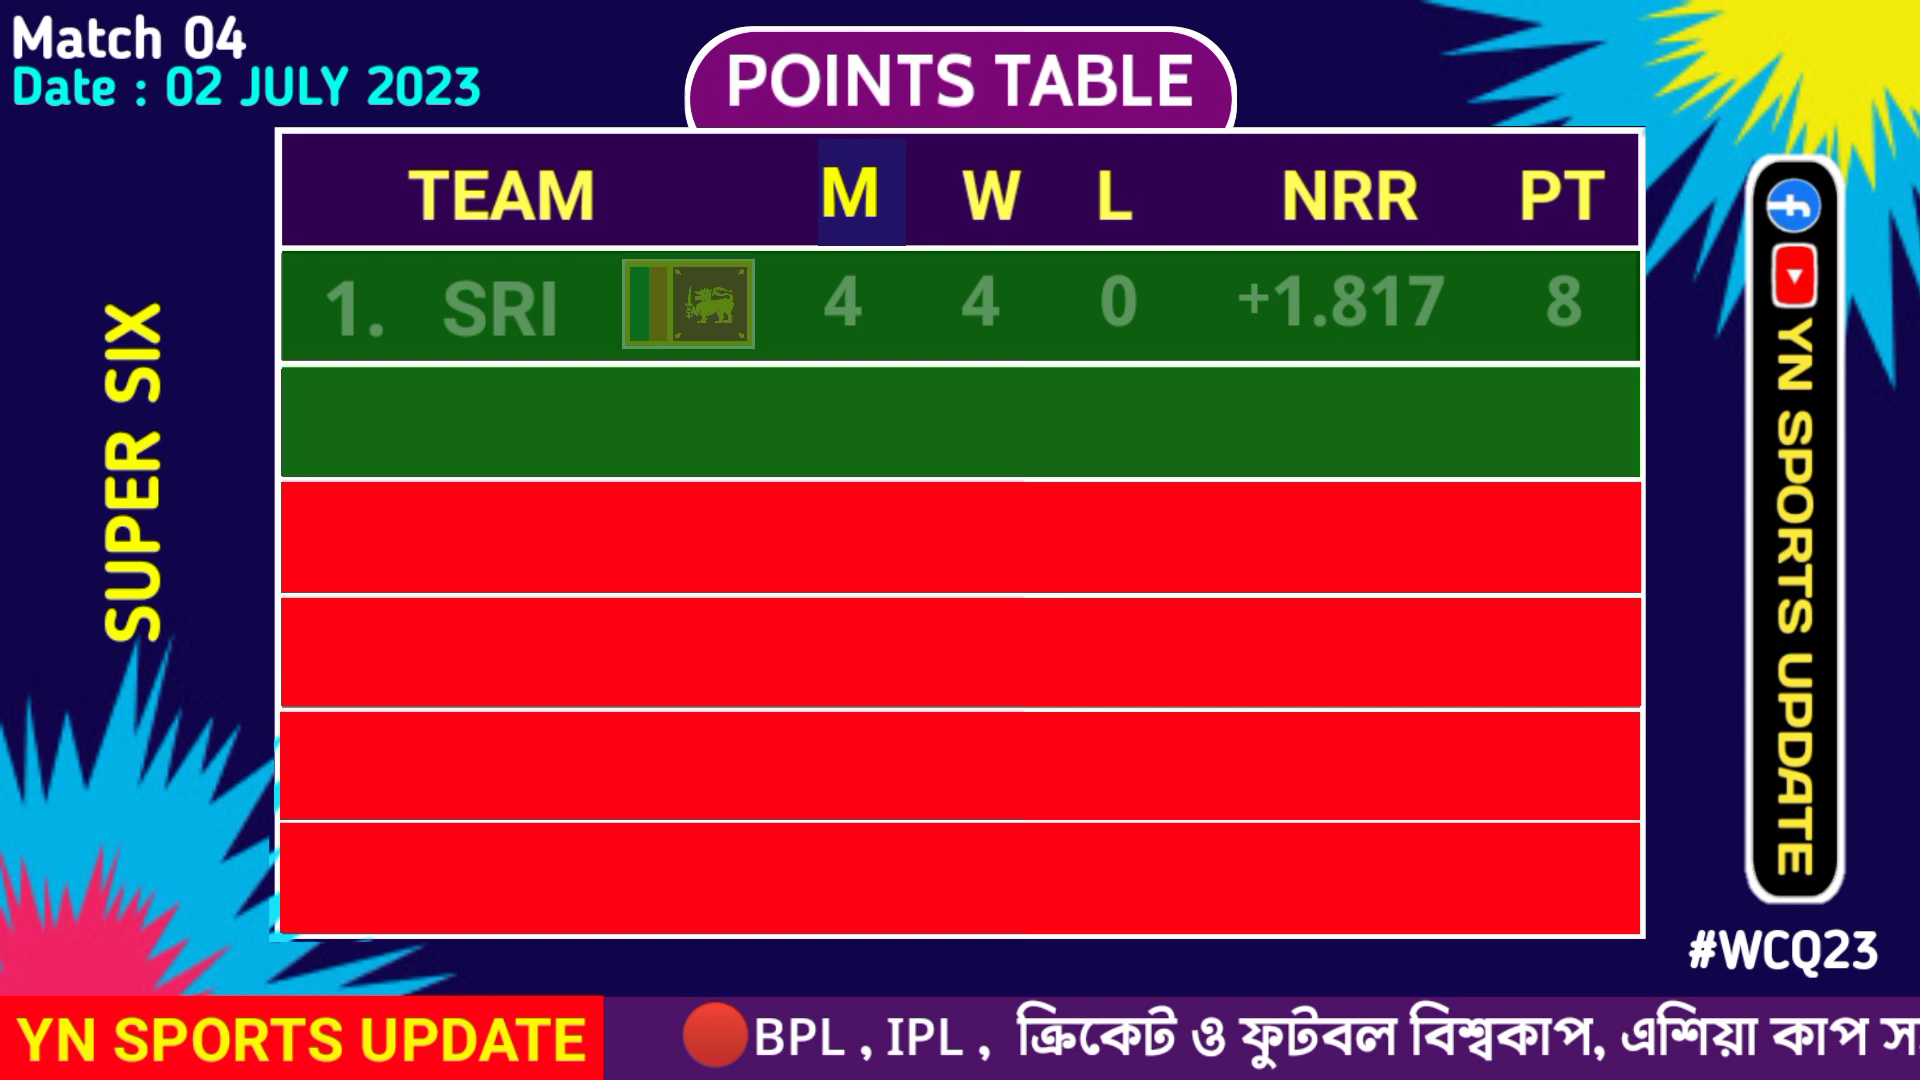 Match 04
Date : 02 JULY 2023
POINTS TABLE
TEAM M W L NRR PT
1. SRI 4 4 0 +1.817 8
SUPER SIX
YN SPORTS UPDATE
#WCQ23
YN SPORTS UPDATE
BPL , IPL , ক্রিকেট ও ফুটবল বিশ্বকাপ, এশিয়া কাপ